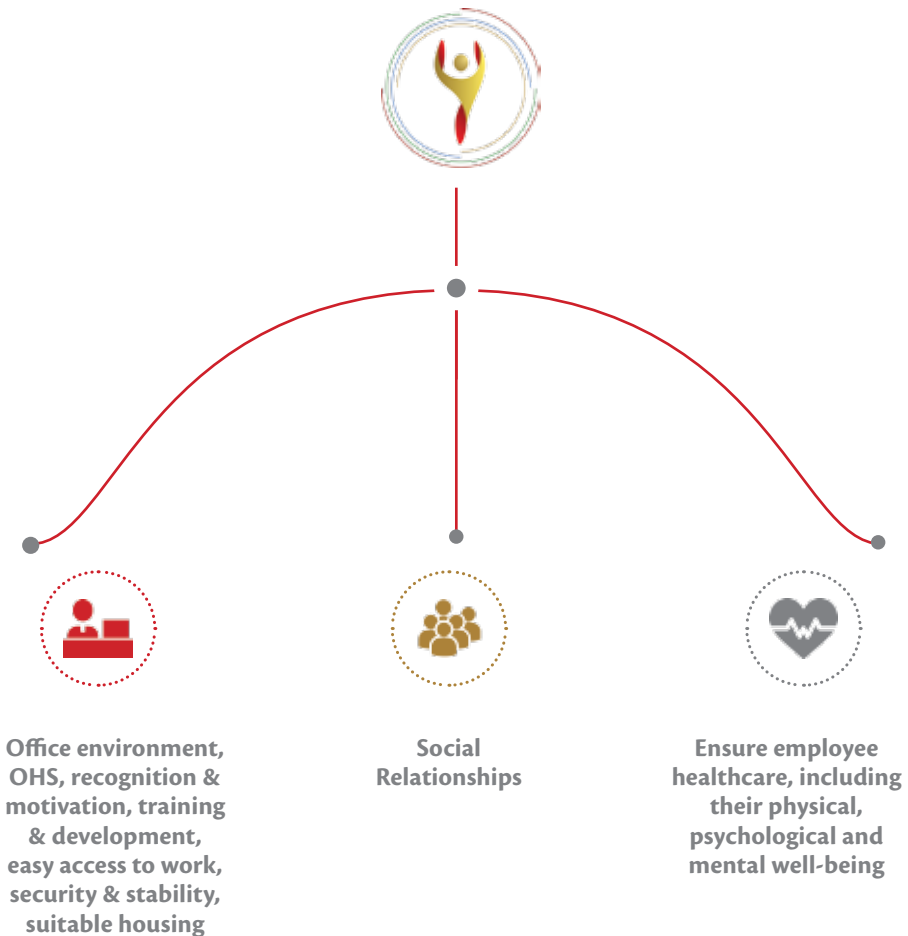 Office environment,
OHS, recognition &
motivation, training
& development,
easy access to work,
security & stability,
suitable housing
Social
Relationships
Ensure employee
healthcare, including
their physical,
psychological and
mental well-being